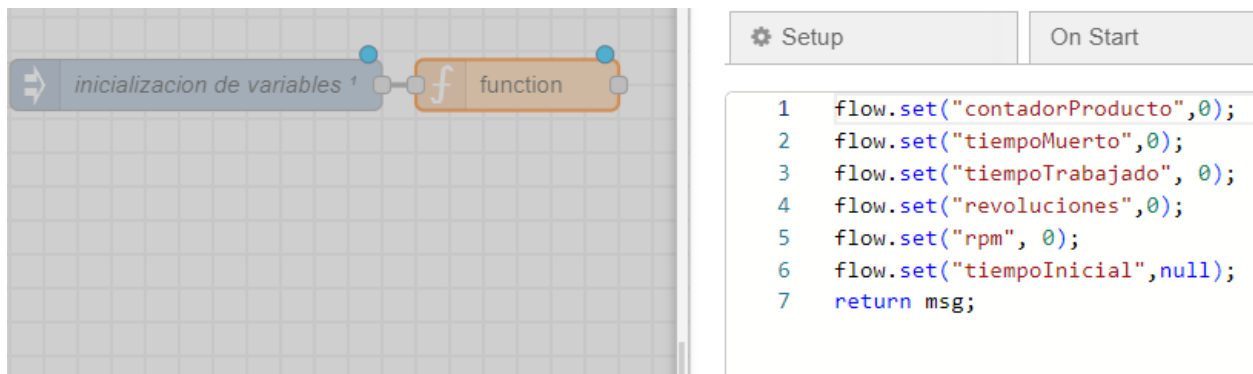 inicializacion de variables ¹
function
Setup
On Start
1 flow.set("contadorProducto",0);
2 flow.set("tiempoMuerto",0);
3 flow.set("tiempoTrabajado", 0);
4 flow.set("revoluciones",0);
5 flow.set("rpm", 0);
6 flow.set("tiempoInicial",null);
7 return msg;